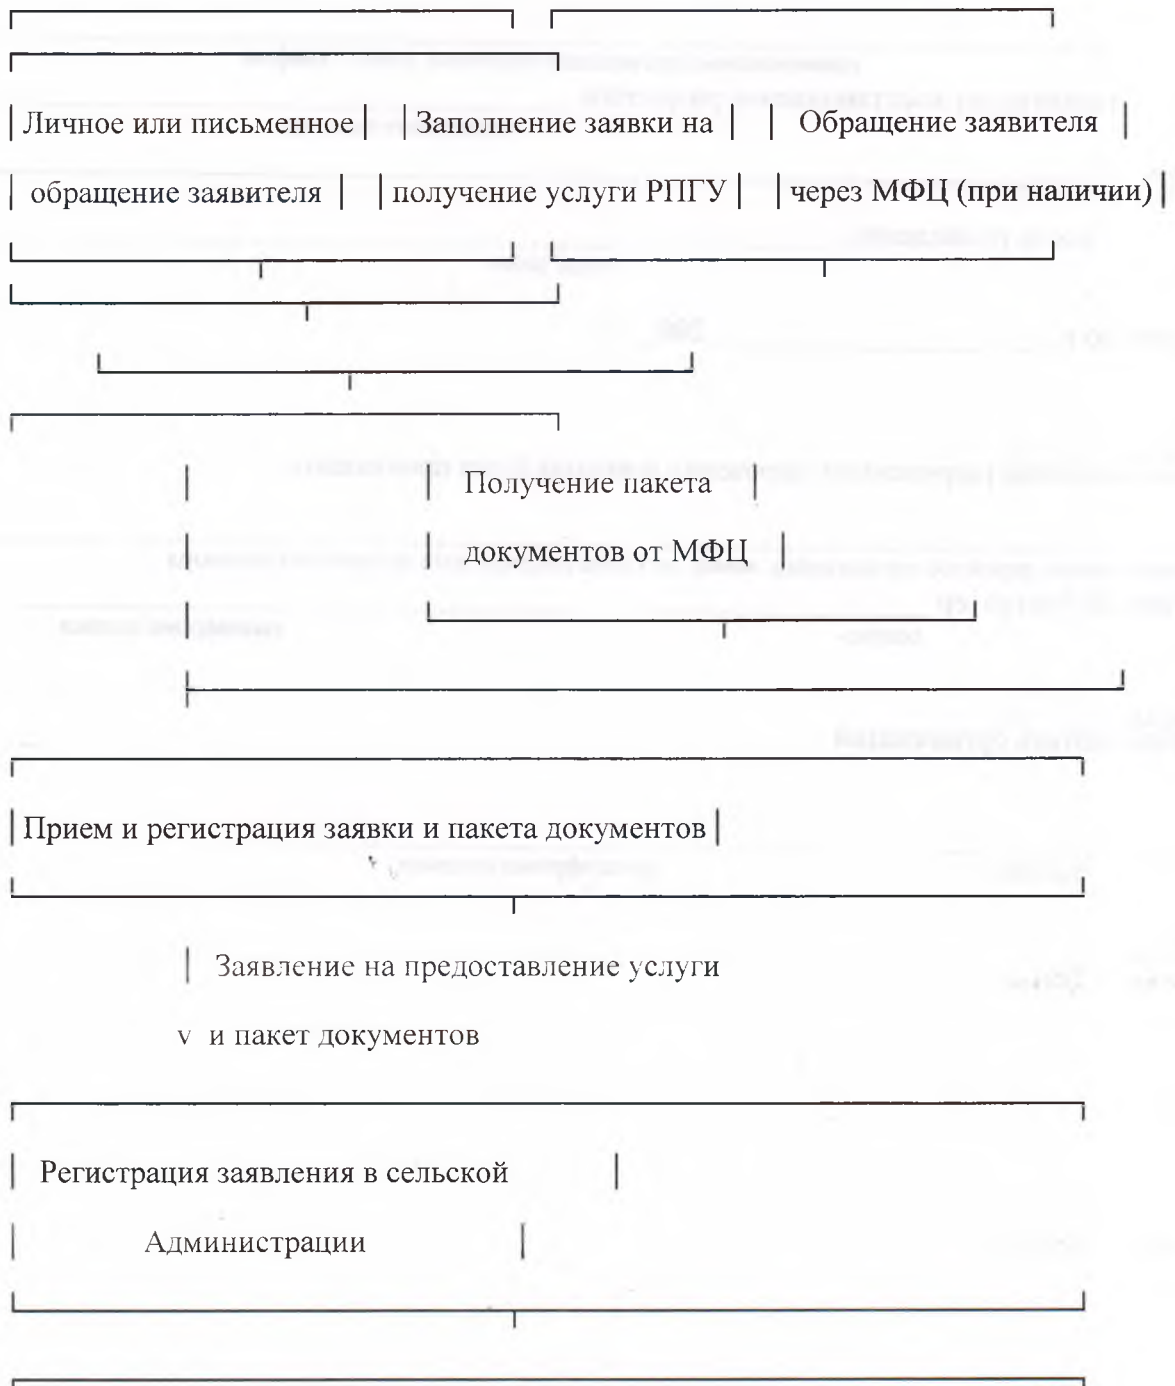 | Личное или письменное | | Заполнение заявки на | | Обращение заявителя |
| обращение заявителя | | получение услуги РПГУ | | через МФЦ (при наличии) |
| | Получение пакета |
| | документов от МФЦ |
| Прием и регистрация заявки и пакета документов |
| Заявление на предоставление услуги
v и пакет документов
| Регистрация заявления в сельской |
| Администрации |